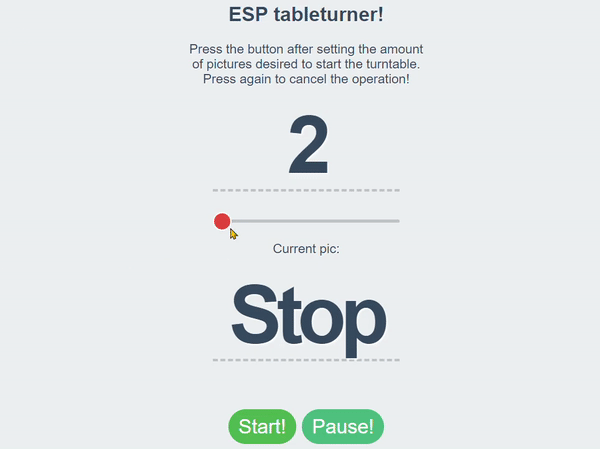 ESP tableturner!
Press the button after setting the amount
of pictures desired to start the turntable.
Press again to cancel the operation!
2
Current pic:
Stop
Start! Pause!